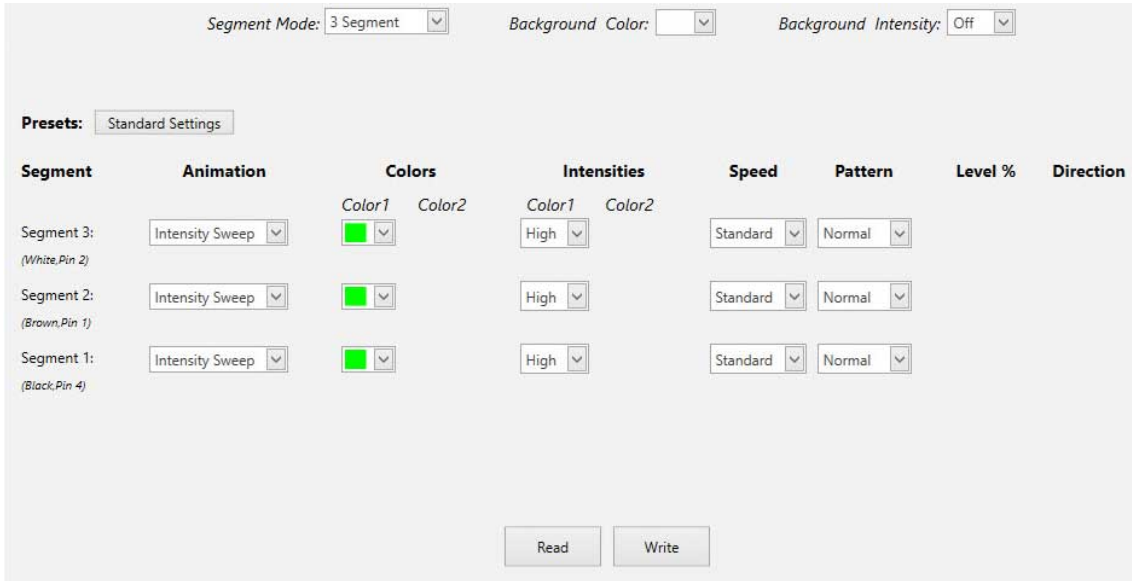 Segment Mode: 3 Segment Background Color: Background Intensity: Off
Presets: Standard Settings
Segment Animation Colors Intensities Speed Pattern Level % Direction
Color1 Color2 Color1 Color2
Segment 3: Intensity Sweep High Standard Normal
(White,Pin 2)
Segment 2: Intensity Sweep High Standard Normal
(Brown,Pin 1)
Segment 1: Intensity Sweep High Standard Normal
(Black,Pin 4)
Read Write